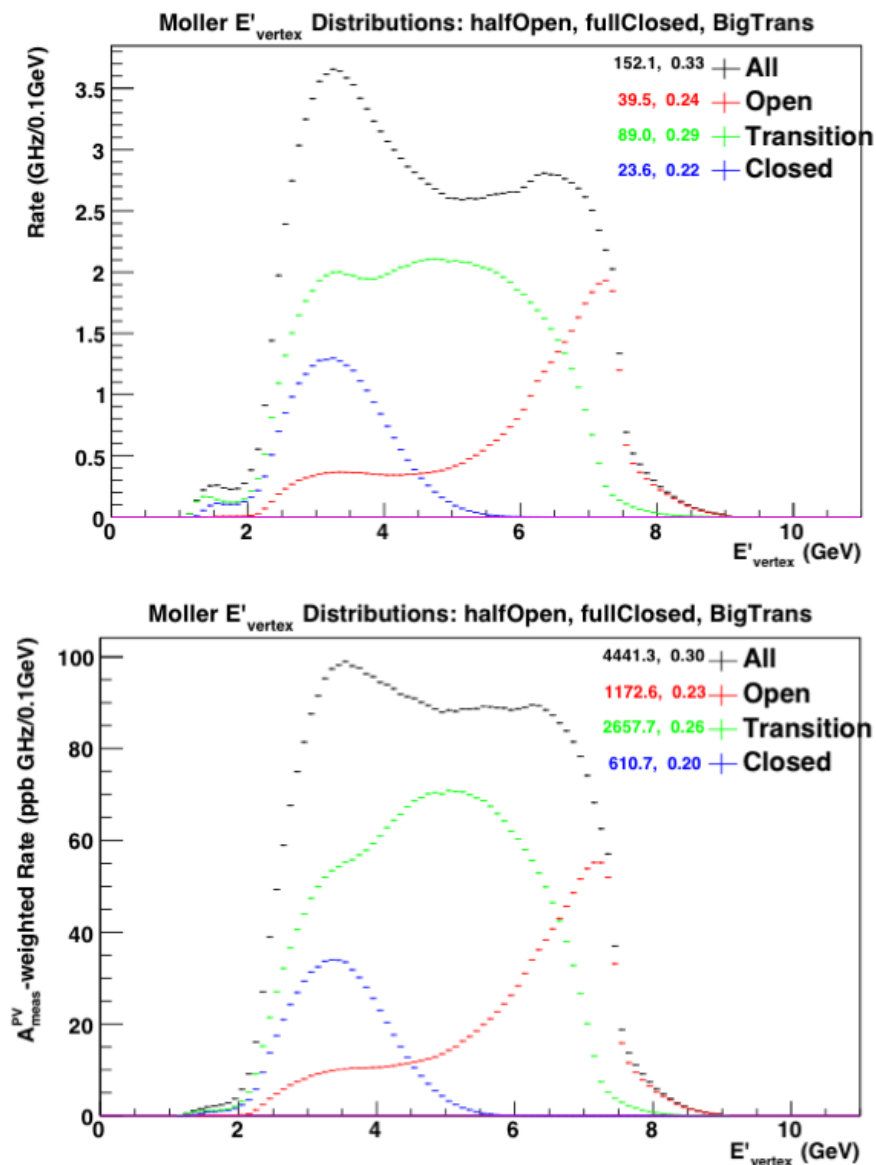 Moller E'vertex Distributions: halfOpen, fullClosed, BigTrans
Rate (GHz/0.1GeV)
152.1, 0.33 All
39.5, 0.24 Open
89.0, 0.29 Transition
23.6, 0.22 Closed
3.5
3
2.5
2
1.5
1
0.5
0
0 2 4 6 8 10
E'vertex (GeV)
Moller E'vertex Distributions: halfOpen, fullClosed, BigTrans
A^PV_meas-weighted Rate (ppb GHz/0.1GeV)
4441.3, 0.30 All
1172.6, 0.23 Open
2657.7, 0.26 Transition
610.7, 0.20 Closed
100
80
60
40
20
0
0 2 4 6 8 10
E'vertex (GeV)